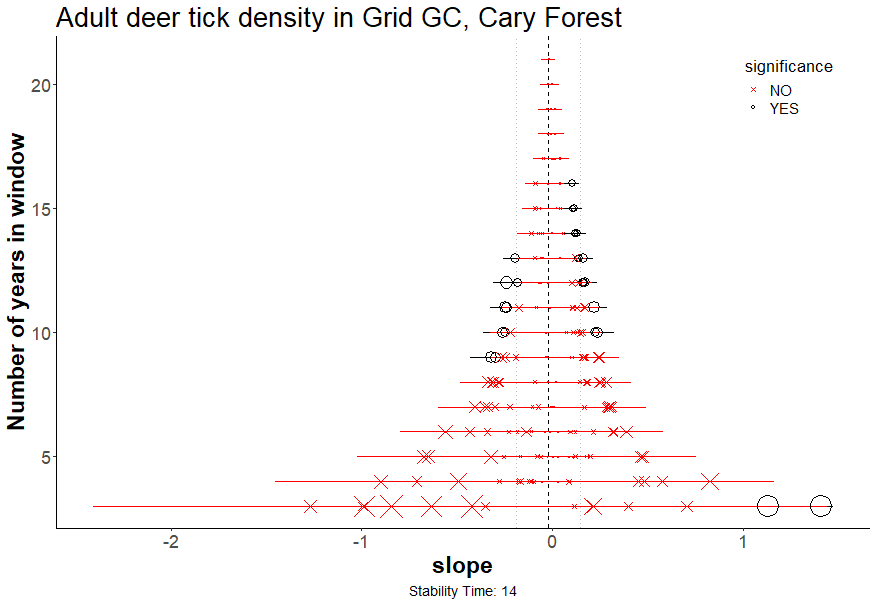 Adult deer tick density in Grid GC, Cary Forest
significance
NO
YES
Number of years in window
20
15
10
5
-2 -1 0 1
slope
Stability Time: 14